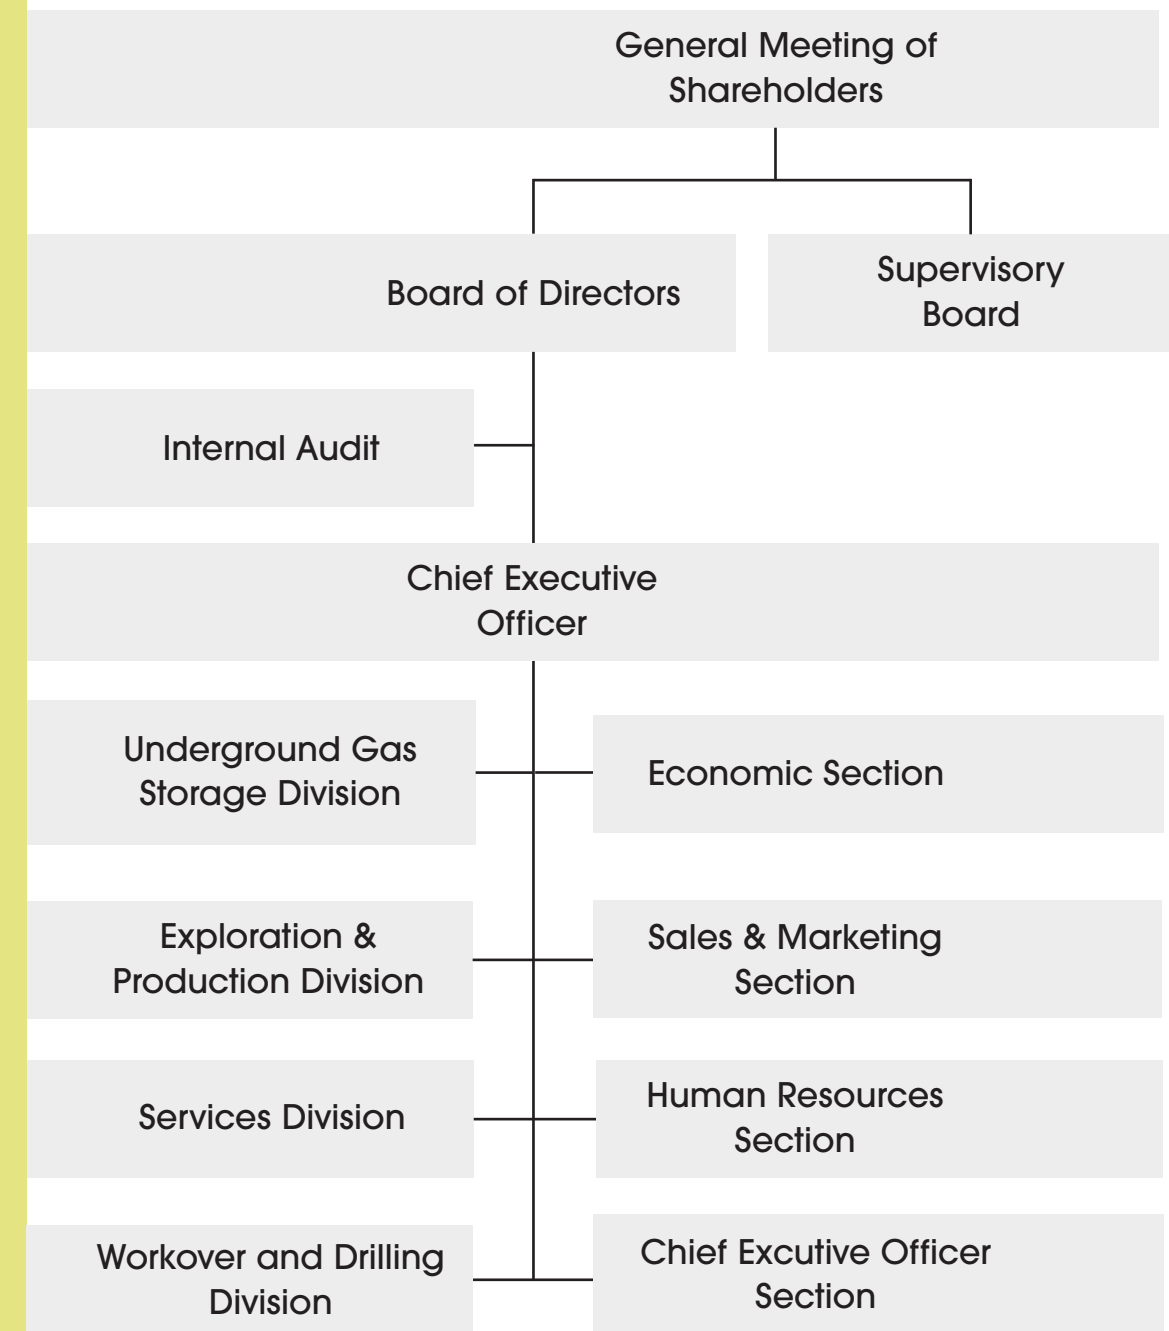 General Meeting of
Shareholders
Board of Directors
Supervisory
Board
Internal Audit
Chief Executive
Officer
Underground Gas
Storage Division
Economic Section
Exploration &
Production Division
Sales & Marketing
Section
Services Division
Human Resources
Section
Workover and Drilling
Division
Chief Excutive Officer
Section